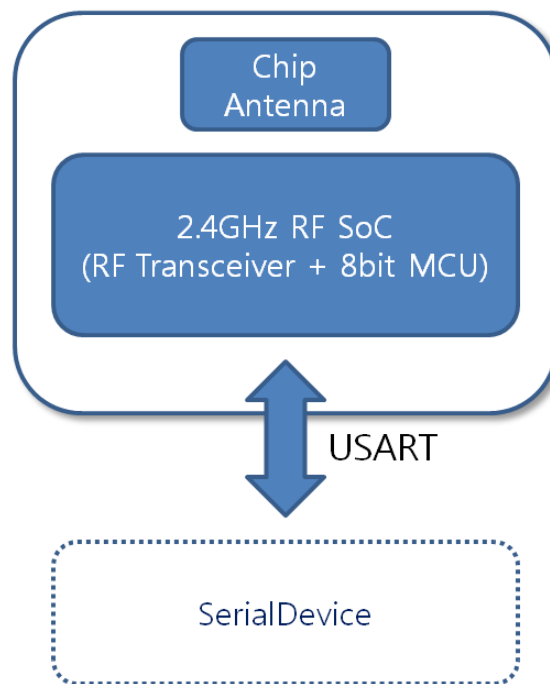 Chip
Antenna
2.4GHz RF SoC
(RF Transceiver + 8bit MCU)
USART
SerialDevice